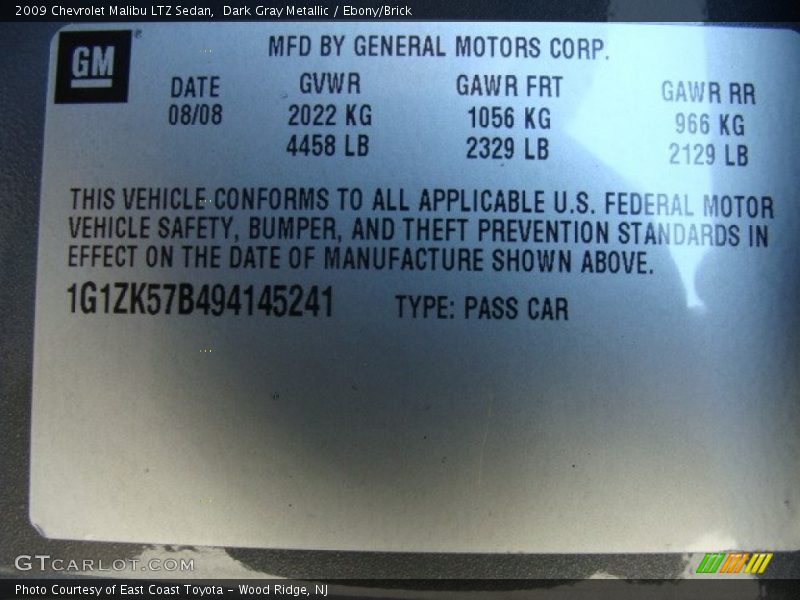 2009 Chevrolet Malibu LTZ Sedan,  Dark Gray Metallic / Ebony/Brick
GM
MFD BY GENERAL MOTORS CORP.
DATE GVWR GAWR FRT GAWR RR
08/08 2022 KG 1056 KG 966 KG
4458 LB 2329 LB 2129 LB
THIS VEHICLE CONFORMS TO ALL APPLICABLE U.S. FEDERAL MOTOR
VEHICLE SAFETY, BUMPER, AND THEFT PREVENTION STANDARDS IN
EFFECT ON THE DATE OF MANUFACTURE SHOWN ABOVE.
1G1ZK57B494145241 TYPE: PASS CAR
GTCARLOT.COM
Photo Courtesy of East Coast Toyota - Wood Ridge, NJ